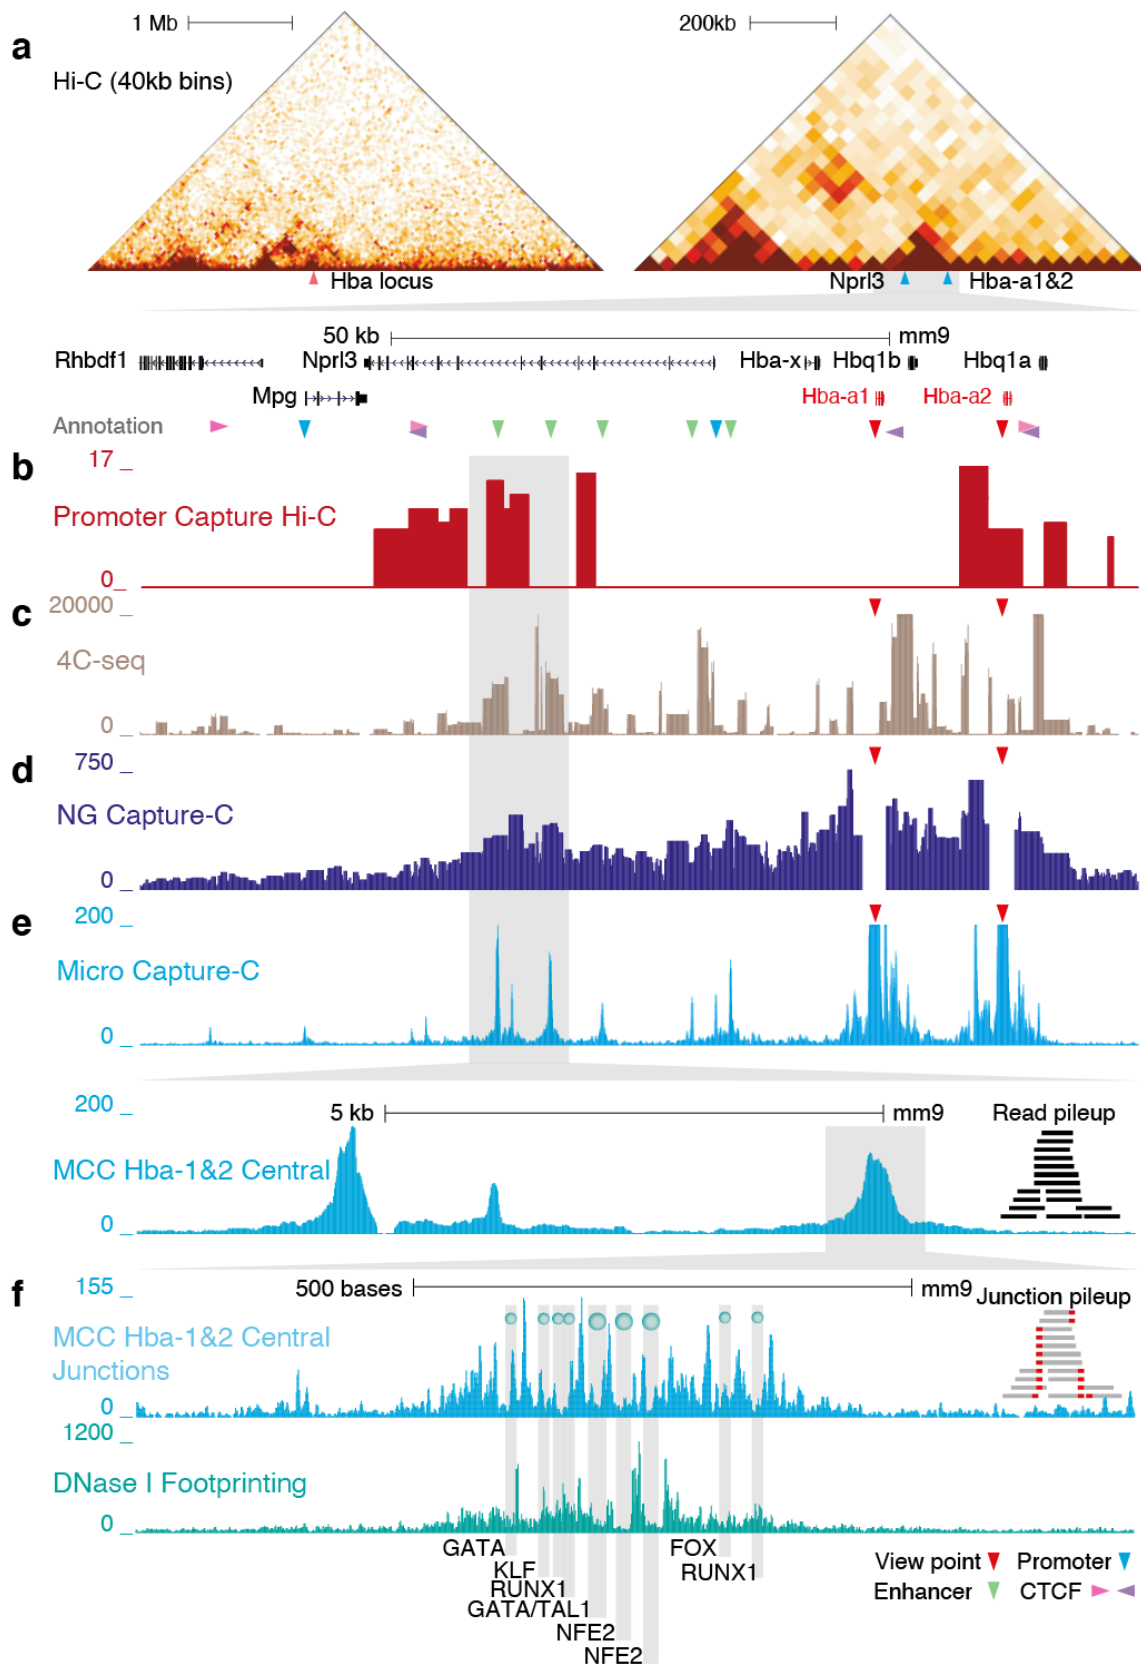 a
1 Mb
200kb
Hi-C (40kb bins)
Hba locus
Nprl3
Hba-a1&2
50 kb
mm9
Rhbdf1
Nprl3
Hba-x
Hbq1b
Hbq1a
Mpg
Hba-a1
Hba-a2
Annotation
b
17
Promoter Capture Hi-C
0
c
20000
4C-seq
0
d
750
NG Capture-C
0
e
200
Micro Capture-C
0
200
5 kb
mm9
Read pileup
MCC Hba-1&2 Central
0
f
155
500 bases
mm9
Junction pileup
MCC Hba-1&2 Central
Junctions
0
1200
DNase I Footprinting
0
GATA
FOX
KLF
RUNX1
RUNX1
GATA/TAL1
NFE2
NFE2
View point
Promoter
Enhancer
CTCF